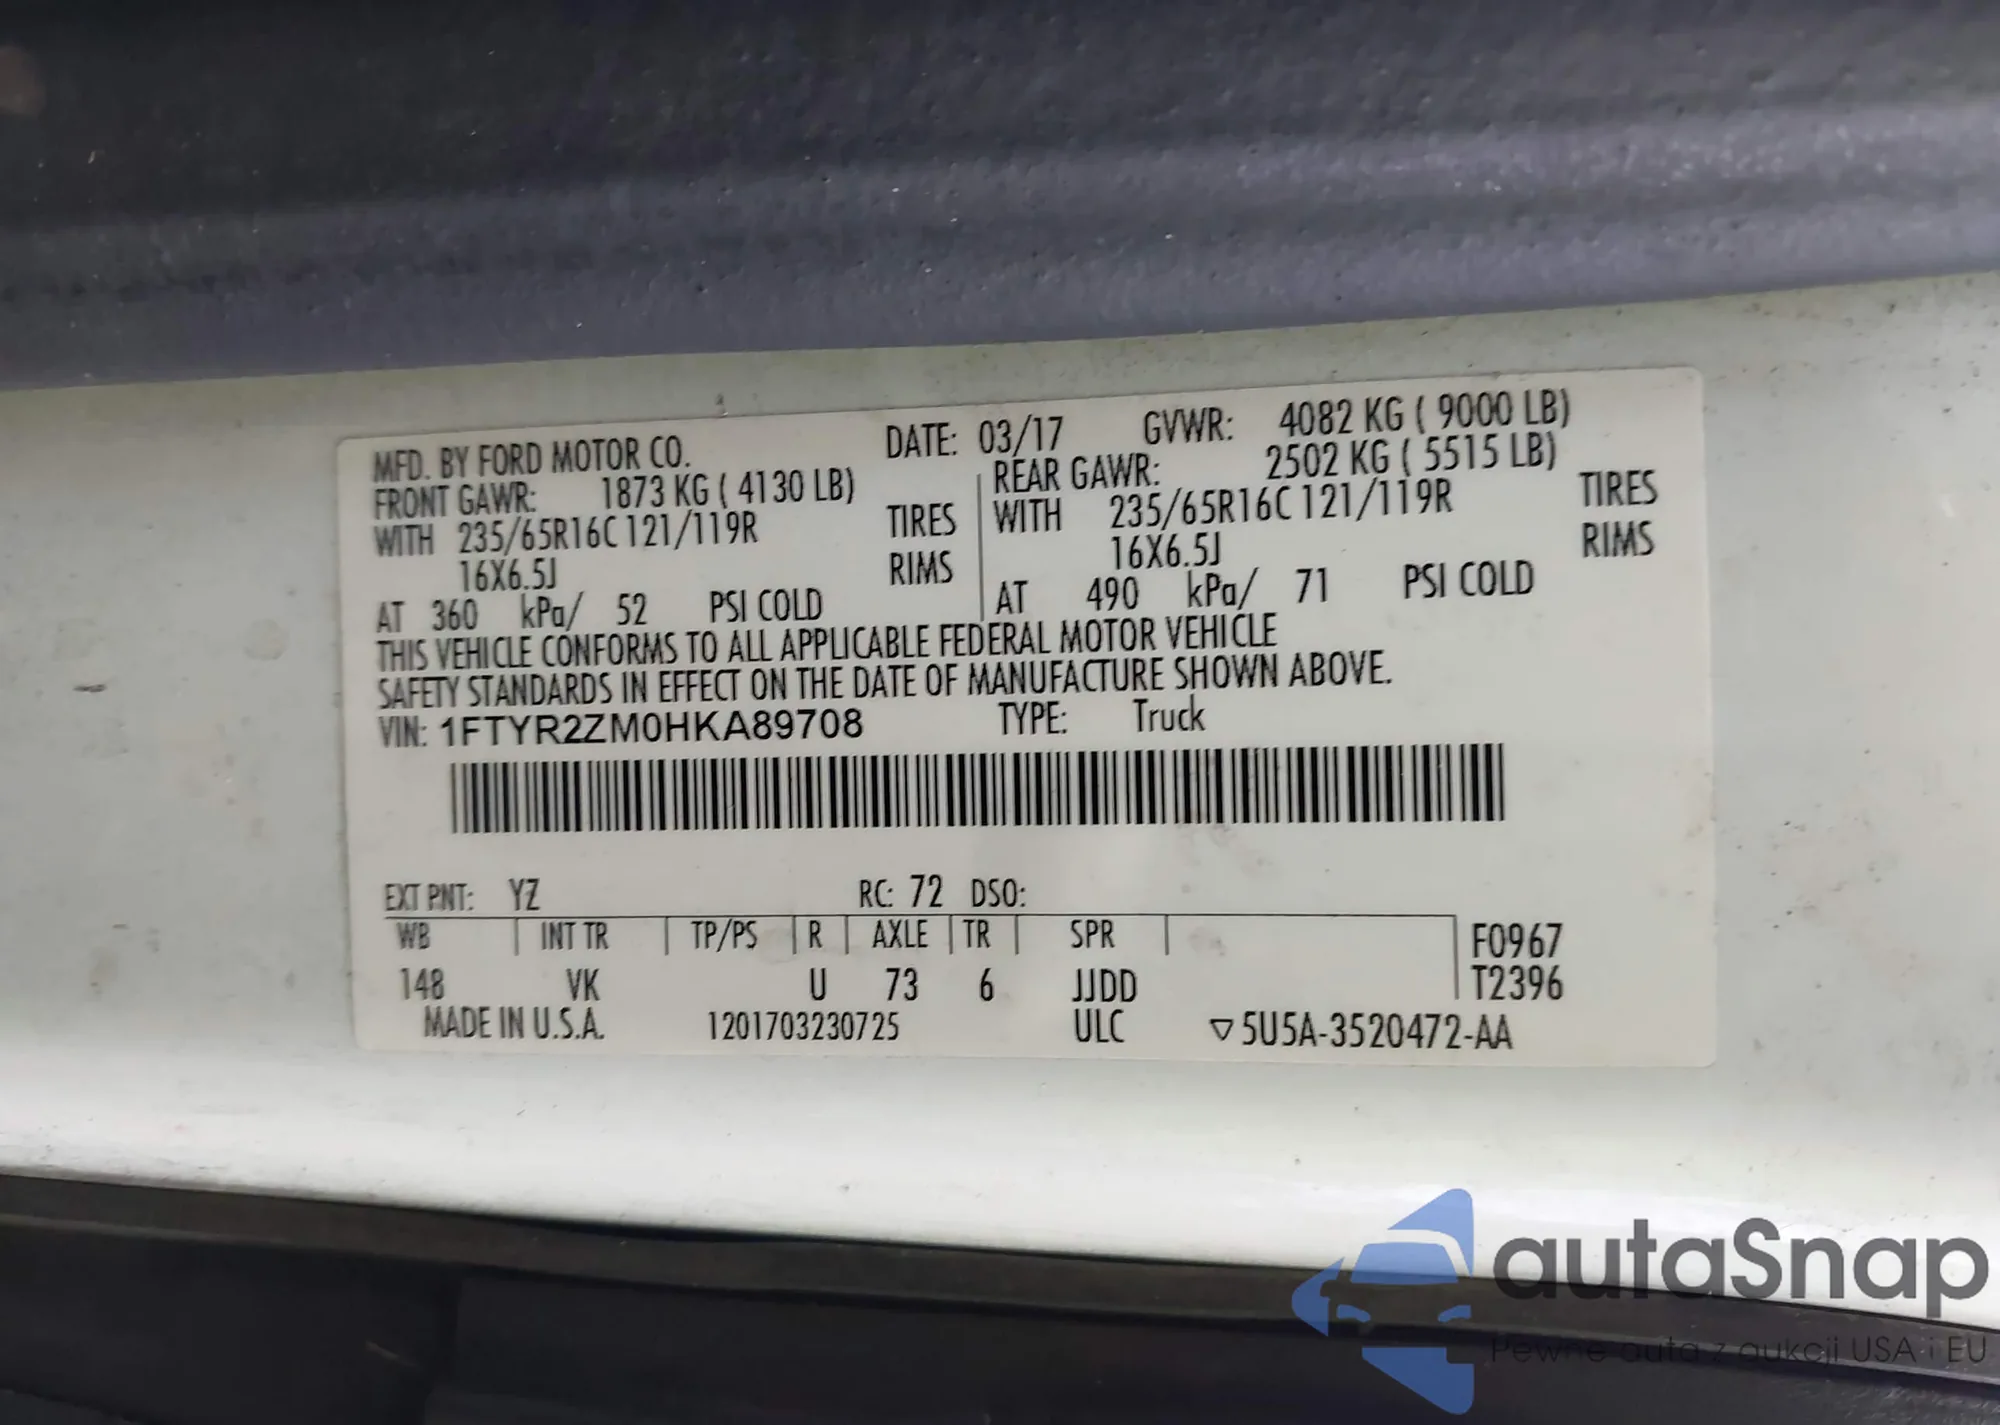 MFD. BY FORD MOTOR CO. DATE: 03/17 GVWR: 4082 KG ( 9000 LB)
FRONT GAWR: 1873 KG ( 4130 LB) REAR GAWR: 2502 KG ( 5515 LB)
WITH 235/65R16C 121/119R TIRES WITH 235/65R16C 121/119R TIRES
16X6.5J RIMS 16X6.5J RIMS
AT 360 kPa/ 52 PSI COLD AT 490 kPa/ 71 PSI COLD
THIS VEHICLE CONFORMS TO ALL APPLICABLE FEDERAL MOTOR VEHICLE
SAFETY STANDARDS IN EFFECT ON THE DATE OF MANUFACTURE SHOWN ABOVE.
VIN: 1FTYR2ZM0HKA89708 TYPE: Truck
EXT PNT: YZ RC: 72 DSO:
WB INT TR TP/PS R AXLE TR SPR F0967
148 VK U 73 6 JJDD T2396
MADE IN U.S.A. 1201703230725 ULC ▽5U5A-3520472-AA
autaSnap
Pewne auta z aukcji USA i EU